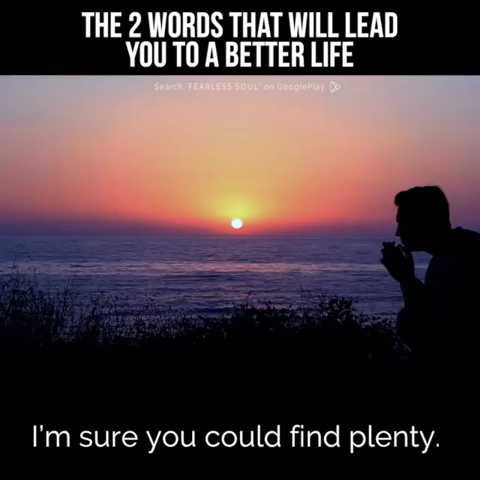 THE 2 WORDS THAT WILL LEAD
YOU TO A BETTER LIFE
Search 'FEARLESS SOUL' on GooglePlay
I'm sure you could find plenty.